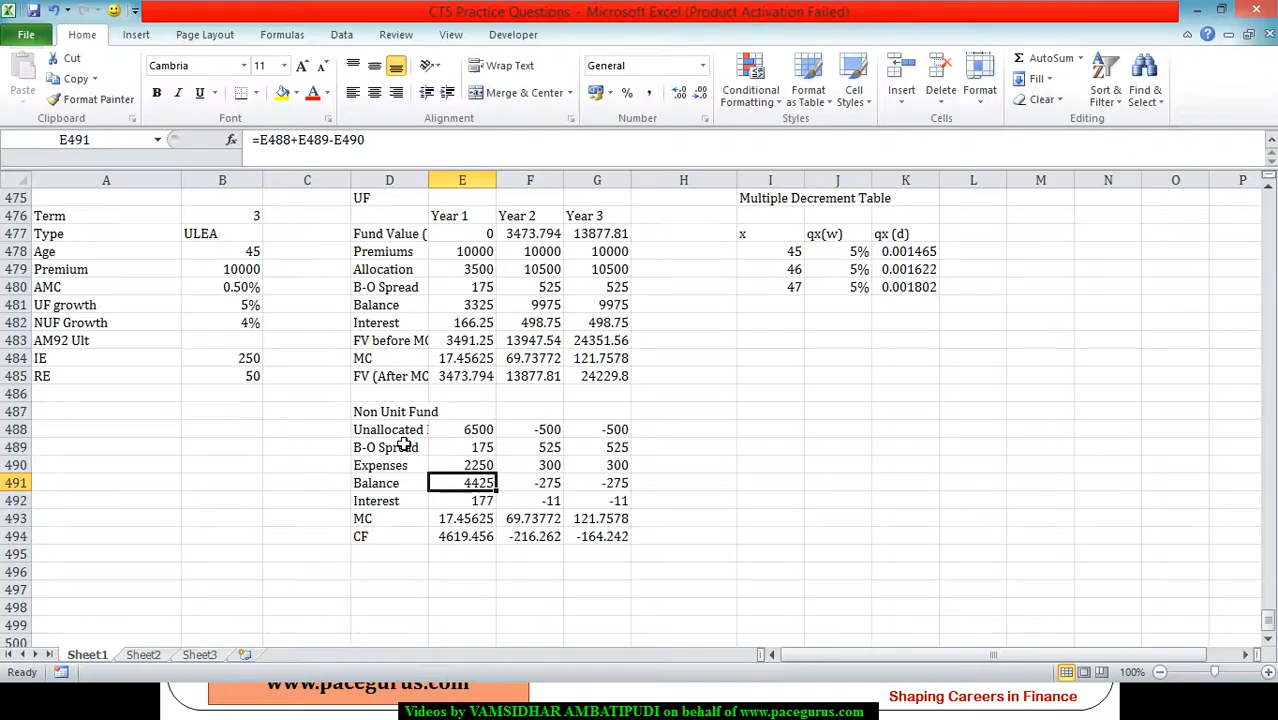 CT5 Practice Questions - Microsoft Excel (Product Activation Failed)
File Home Insert Page Layout Formulas Data Review View Developer
Paste Cut Copy Format Painter Clipboard
Cambria 11 B I U A Font
Wrap Text Merge & Center Alignment
General % , Number
Conditional Formatting Format as Table Cell Styles Styles
Insert Delete Format Cells
AutoSum Fill Clear Sort & Filter Find & Select Editing
E491 fx =E488+E489-E490
A B C D E F G H I J K L M N O P
475 UF Multiple Decrement Table
476 Term 3 Year 1 Year 2 Year 3
477 Type ULEA Fund Value ( 0 3473.794 13877.81 x qx(w) qx (d)
478 Age 45 Premiums 10000 10000 10000 45 5% 0.001465
479 Premium 10000 Allocation 3500 10500 10500 46 5% 0.001622
480 AMC 0.50% B-O Spread 175 525 525 47 5% 0.001802
481 UF growth 5% Balance 3325 9975 9975
482 NUF Growth 4% Interest 166.25 498.75 498.75
483 AM92 Ult FV before MC 3491.25 13947.54 24351.56
484 IE 250 MC 17.45625 69.73772 121.7578
485 RE 50 FV (After MC 3473.794 13877.81 24229.8
486
487 Non Unit Fund
488 Unallocated 6500 -500 -500
489 B-O Spread 175 525 525
490 Expenses 2250 300 300
491 Balance 4425 -275 -275
492 Interest 177 -11 -11
493 MC 17.45625 69.73772 121.7578
494 CF 4619.456 -216.262 -164.242
495
496
497
498
499
500
Sheet1 Sheet2 Sheet3
Ready 100%
www.pacegurus.com
Shaping Careers in Finance
Videos by VAMSIDHAR AMBATIPUDI on behalf of www.pacegurus.com